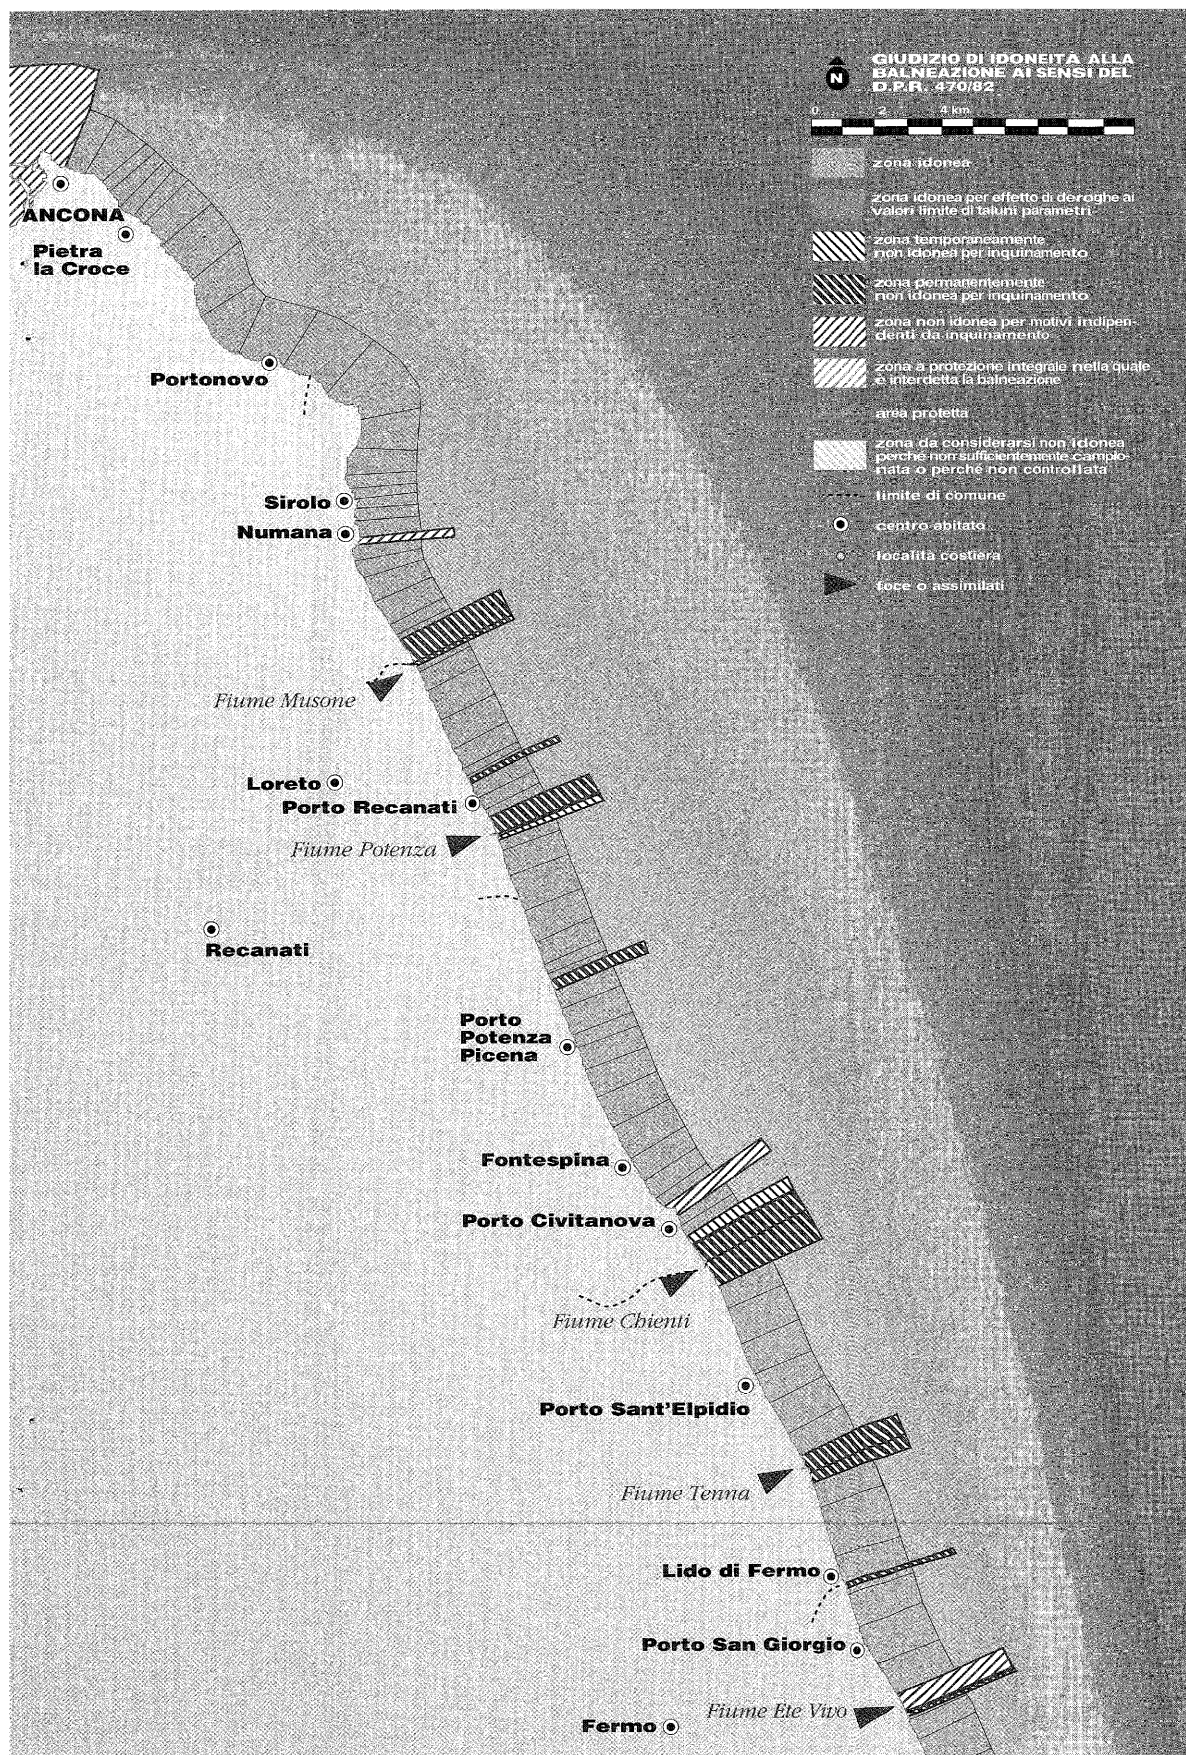 GIUDIZIO DI IDONEITÀ ALLA
BALNEAZIONE AI SENSI DEL
D.P.R. 470/82
N
0 2 4 km
zona idonea
zona idonea per effetto di deroghe ai
valori limite di taluni parametri
zona temporaneamente
non idonea per inquinamento
zona permanentemente
non idonea per inquinamento
zona non idonea per motivi indipen-
denti da inquinamento
zona a protezione integrale nella quale
è interdetta la balneazione
area protetta
zona da considerarsi non idonea
perché non sufficientemente campio-
nata o perché non controllata
limite di comune
centro abitato
località costiera
foce o assimilati
ANCONA
Pietra
la Croce
Portonovo
Sirolo
Numana
Fiume Musone
Loreto
Porto Recanati
Fiume Potenza
Recanati
Porto
Potenza
Picena
Fontespina
Porto Civitanova
Fiume Chienti
Porto Sant'Elpidio
Fiume Tenna
Lido di Fermo
Porto San Giorgio
Fiume Ete Vivo
Fermo